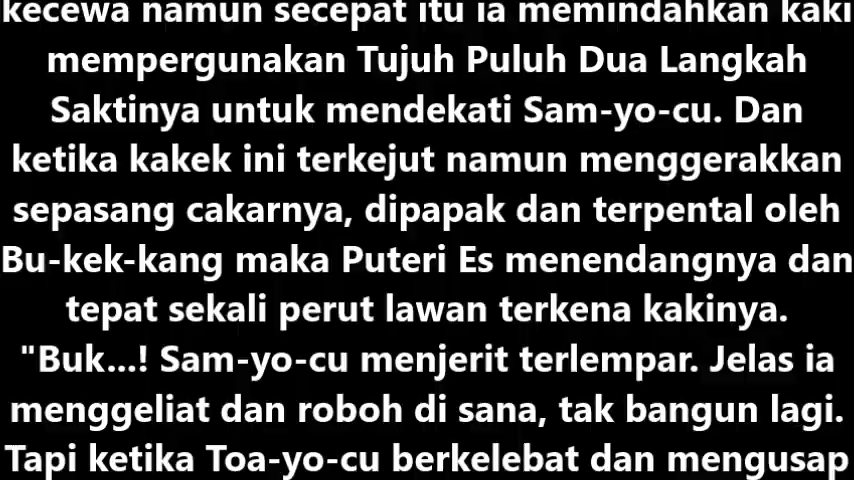 kecewa namun secepat itu ia memindahkan kaki
mempergunakan Tujuh Puluh Dua Langkah
Saktinya untuk mendekati Sam-yo-cu. Dan
ketika kakek ini terkejut namun menggerakkan
sepasang cakarnya, dipapak dan terpental oleh
Bu-kek-kang maka Puteri Es menendangnya dan
tepat sekali perut lawan terkena kakinya.
"Buk...! Sam-yo-cu menjerit terlempar. Jelas ia
menggeliat dan roboh di sana, tak bangun lagi.
Tapi ketika Toa-yo-cu berkelebat dan mengusap